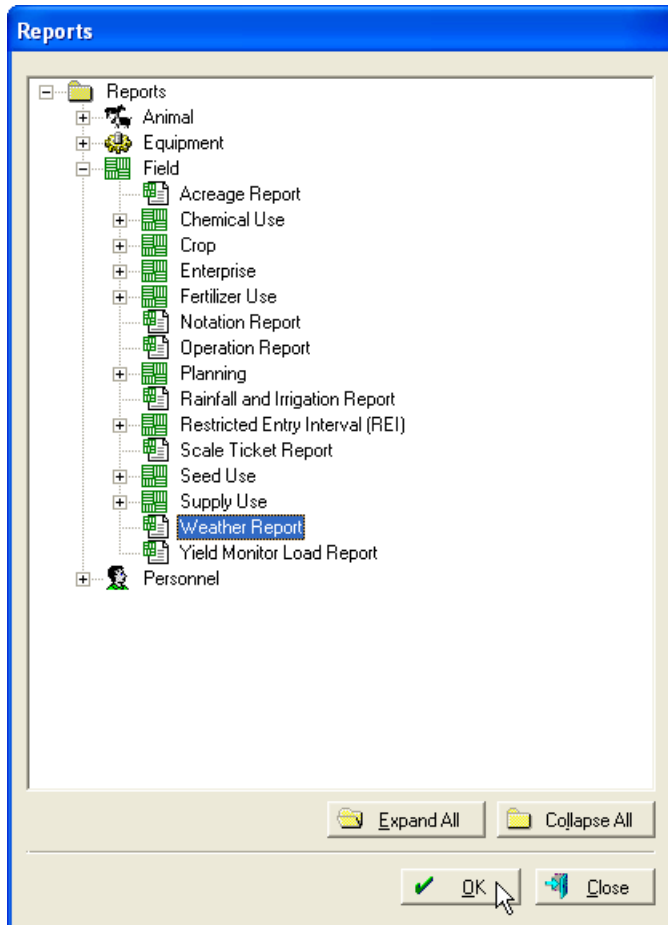 Reports
Reports
Animal
Equipment
Field
Acreage Report
Chemical Use
Crop
Enterprise
Fertilizer Use
Notation Report
Operation Report
Planning
Rainfall and Irrigation Report
Restricted Entry Interval (REI)
Scale Ticket Report
Seed Use
Supply Use
Weather Report
Yield Monitor Load Report
Personnel
Expand All Collapse All
OK Close